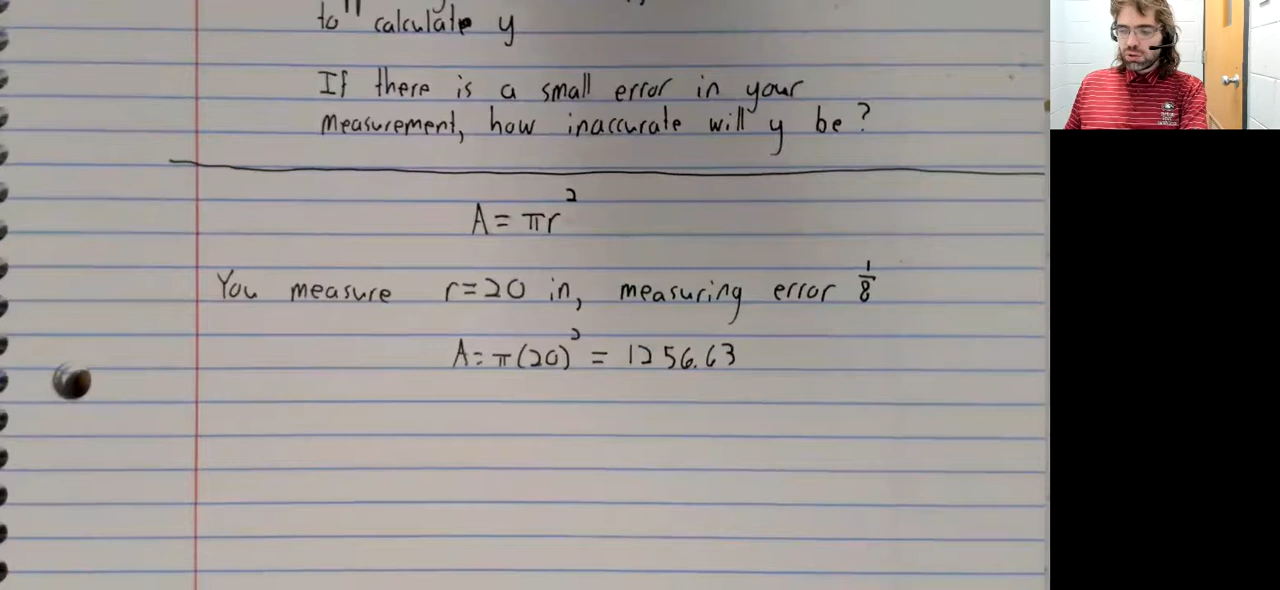 to calculate y
If there is a small error in your
measurement, how inaccurate will y be?
A = πr²
You measure r = 20 in, measuring error 1/8
A = π(20)² = 1256.63